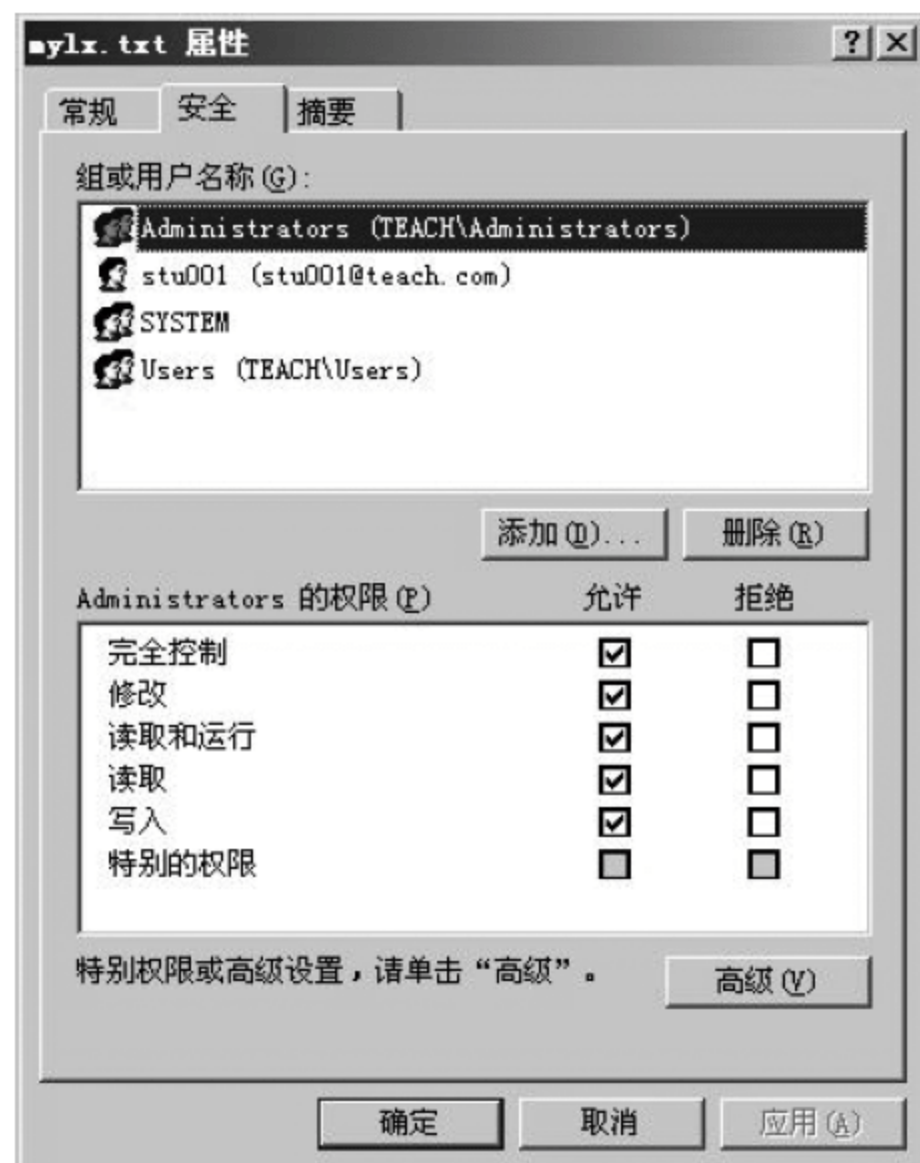 mylx.txt 属性
常规 安全 摘要
组或用户名称(G):
Administrators (TEACH\Administrators)
stu001 (stu001@teach.com)
SYSTEM
Users (TEACH\Users)
添加(D)... 删除(R)
Administrators 的权限(P) 允许 拒绝
完全控制
修改
读取和运行
读取
写入
特别的权限
特别权限或高级设置，请单击“高级”。 高级(V)
确定 取消 应用(A)